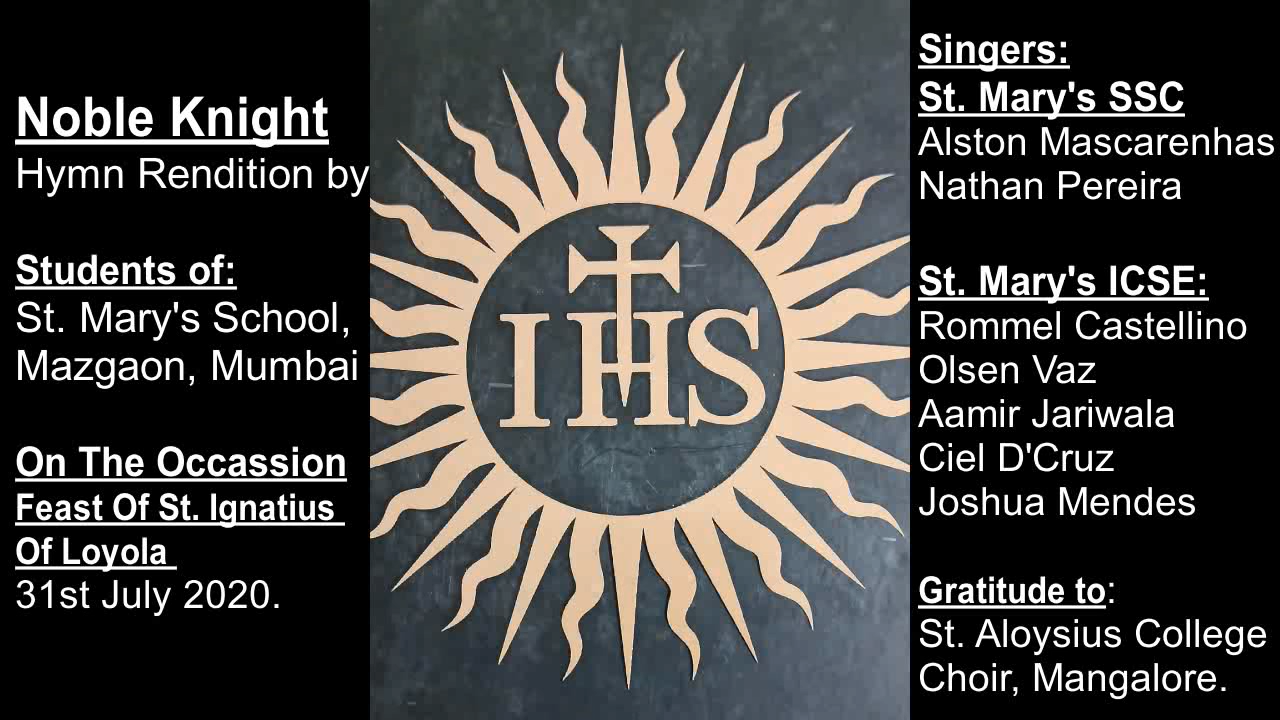 Noble Knight
Hymn Rendition by
Students of:
St. Mary's School,
Mazgaon, Mumbai
On The Occassion
Feast Of St. Ignatius
Of Loyola
31st July 2020.
IHS
Singers:
St. Mary's SSC
Alston Mascarenhas
Nathan Pereira
St. Mary's ICSE:
Rommel Castellino
Olsen Vaz
Aamir Jariwala
Ciel D'Cruz
Joshua Mendes
Gratitude to:
St. Aloysius College
Choir, Mangalore.